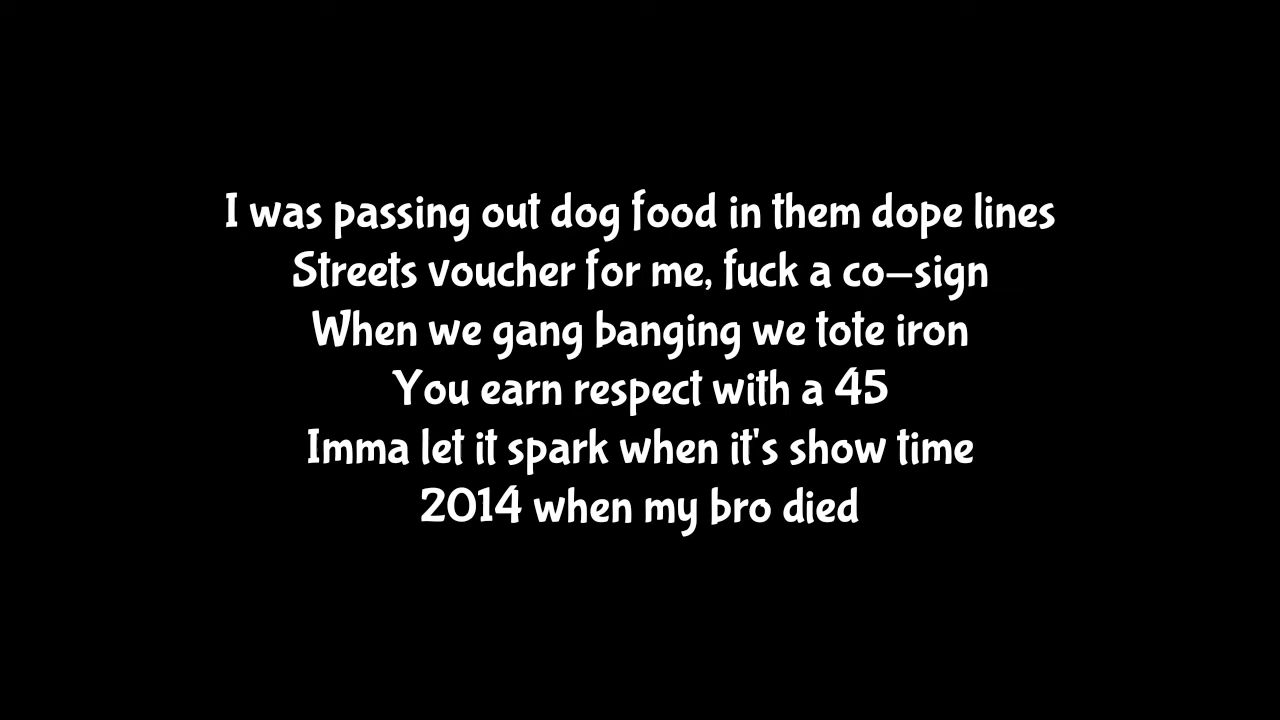 I was passing out dog food in them dope lines
Streets voucher for me, fuck a co-sign
When we gang banging we tote iron
You earn respect with a 45
Imma let it spark when it's show time
2014 when my bro died